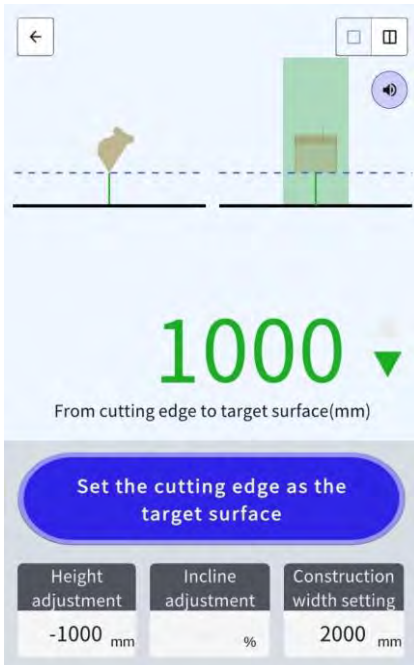 1000
From cutting edge to target surface(mm)
Set the cutting edge as the
target surface
Height
adjustment
Incline
adjustment
Construction
width setting
-1000 mm
%
2000 mm